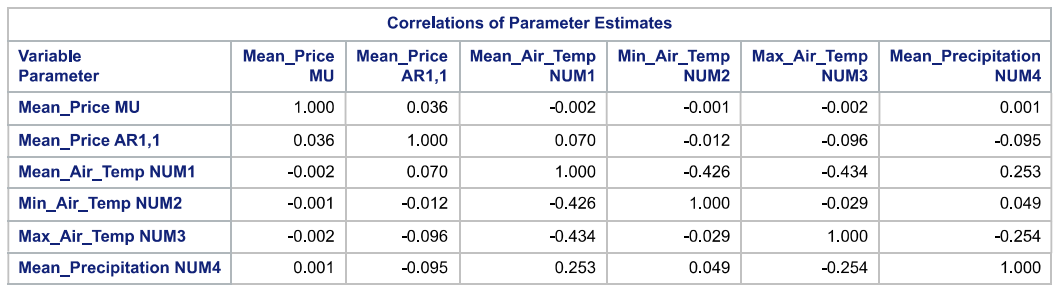 Correlations of Parameter Estimates
Variable Parameter Mean_Price MU Mean_Price AR1,1 Mean_Air_Temp NUM1 Min_Air_Temp NUM2 Max_Air_Temp NUM3 Mean_Precipitation NUM4
Mean_Price MU 1.000 0.036 -0.002 -0.001 -0.002 0.001
Mean_Price AR1,1 0.036 1.000 0.070 -0.012 -0.096 -0.095
Mean_Air_Temp NUM1 -0.002 0.070 1.000 -0.426 -0.434 0.253
Min_Air_Temp NUM2 -0.001 -0.012 -0.426 1.000 -0.029 0.049
Max_Air_Temp NUM3 -0.002 -0.096 -0.434 -0.029 1.000 -0.254
Mean_Precipitation NUM4 0.001 -0.095 0.253 0.049 -0.254 1.000